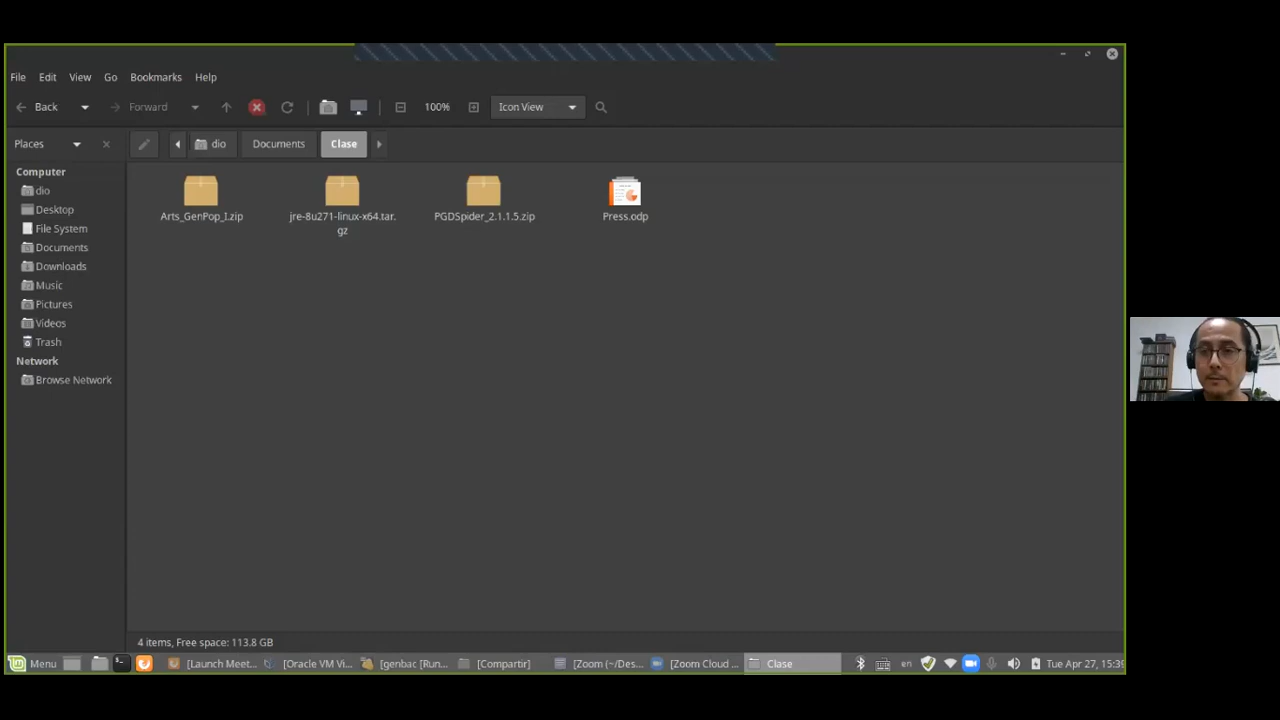 File Edit View Go Bookmarks Help
Back Forward 100% Icon View
Places dio Documents Clase
Computer
dio
Desktop
File System
Documents
Downloads
Music
Pictures
Videos
Trash
Network
Browse Network
Arts_GenPop_I.zip
jre-8u271-linux-x64.tar.
gz
PGDSpider_2.1.1.5.zip
Press.odp
4 items, Free space: 113.8 GB
Menu [Launch Meet... [Oracle VM Vi... [genbac [Run... [Compartir] [Zoom (~/Des... [Zoom Cloud ... Clase en Tue Apr 27, 15:39